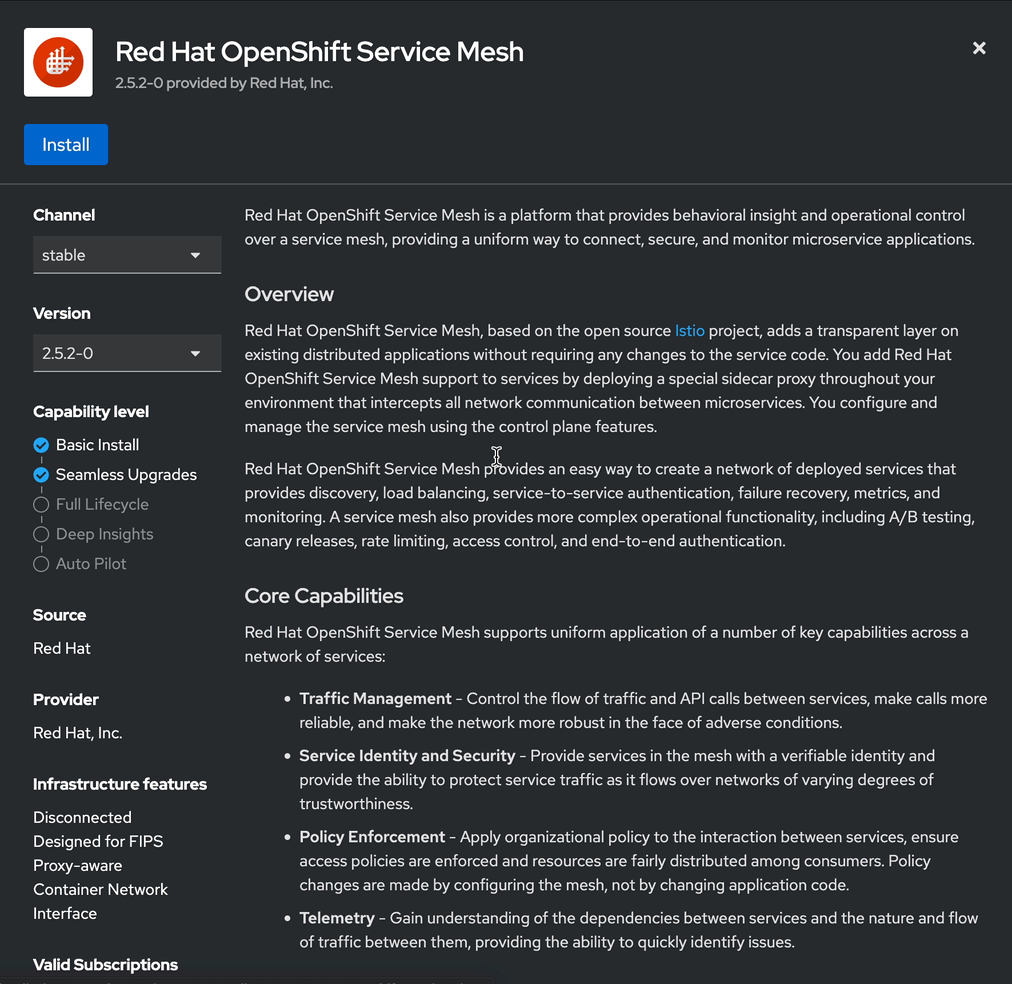 Red Hat OpenShift Service Mesh
2.5.2-0 provided by Red Hat, Inc.
Install
Channel
stable
Version
2.5.2-0
Capability level
Basic Install
Seamless Upgrades
Full Lifecycle
Deep Insights
Auto Pilot
Source
Red Hat
Provider
Red Hat, Inc.
Infrastructure features
Disconnected
Designed for FIPS
Proxy-aware
Container Network
Interface
Valid Subscriptions
Red Hat OpenShift Service Mesh is a platform that provides behavioral insight and operational control
over a service mesh, providing a uniform way to connect, secure, and monitor microservice applications.
Overview
Red Hat OpenShift Service Mesh, based on the open source Istio project, adds a transparent layer on
existing distributed applications without requiring any changes to the service code. You add Red Hat
OpenShift Service Mesh support to services by deploying a special sidecar proxy throughout your
environment that intercepts all network communication between microservices. You configure and
manage the service mesh using the control plane features.
Red Hat OpenShift Service Mesh provides an easy way to create a network of deployed services that
provides discovery, load balancing, service-to-service authentication, failure recovery, metrics, and
monitoring. A service mesh also provides more complex operational functionality, including A/B testing,
canary releases, rate limiting, access control, and end-to-end authentication.
Core Capabilities
Red Hat OpenShift Service Mesh supports uniform application of a number of key capabilities across a
network of services:
• Traffic Management - Control the flow of traffic and API calls between services, make calls more
reliable, and make the network more robust in the face of adverse conditions.
• Service Identity and Security - Provide services in the mesh with a verifiable identity and
provide the ability to protect service traffic as it flows over networks of varying degrees of
trustworthiness.
• Policy Enforcement - Apply organizational policy to the interaction between services, ensure
access policies are enforced and resources are fairly distributed among consumers. Policy
changes are made by configuring the mesh, not by changing application code.
• Telemetry - Gain understanding of the dependencies between services and the nature and flow
of traffic between them, providing the ability to quickly identify issues.